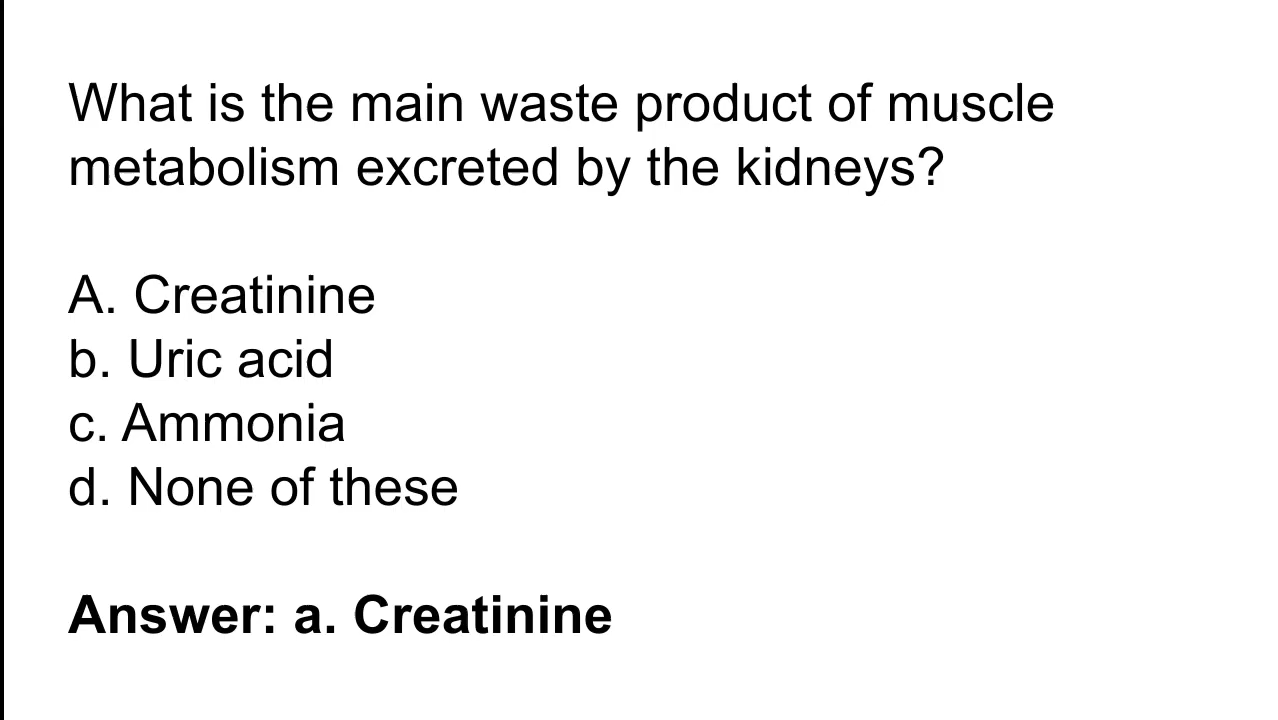 What is the main waste product of muscle
metabolism excreted by the kidneys?
A. Creatinine
b. Uric acid
c. Ammonia
d. None of these
Answer: a. Creatinine